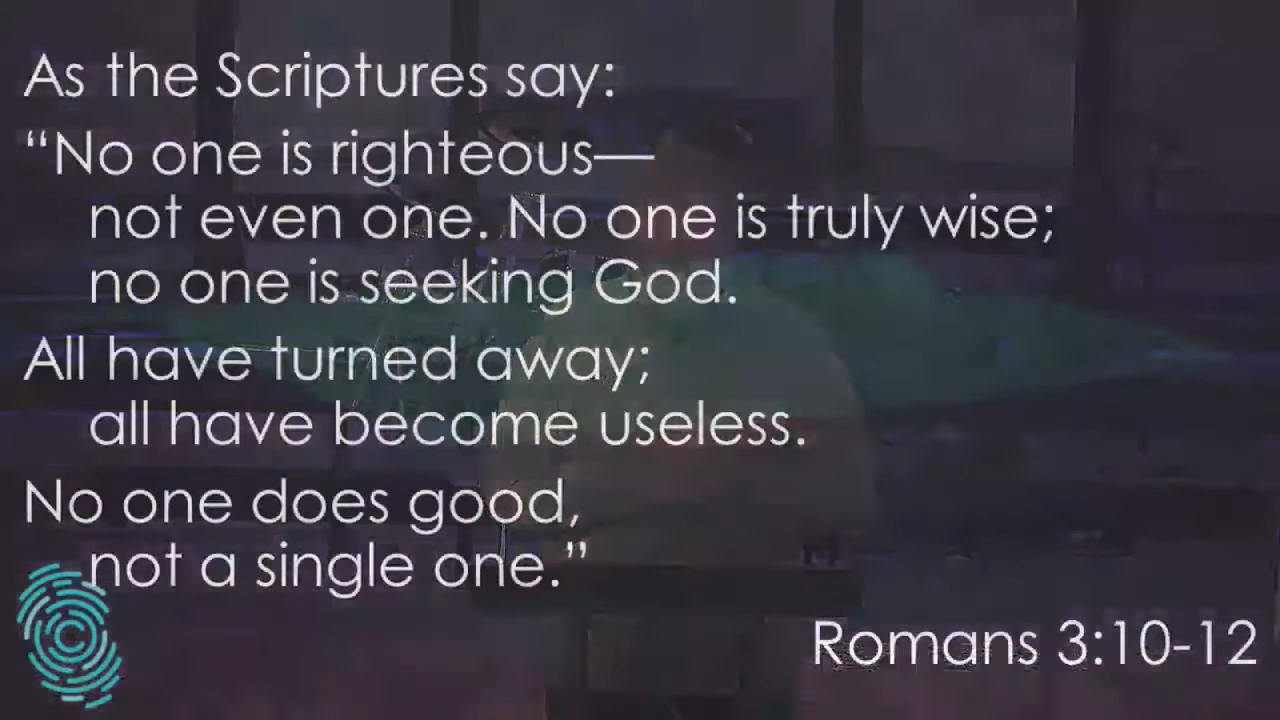 As the Scriptures say:
“No one is righteous—
not even one. No one is truly wise;
no one is seeking God.
All have turned away;
all have become useless.
No one does good,
not a single one.”
Romans 3:10-12